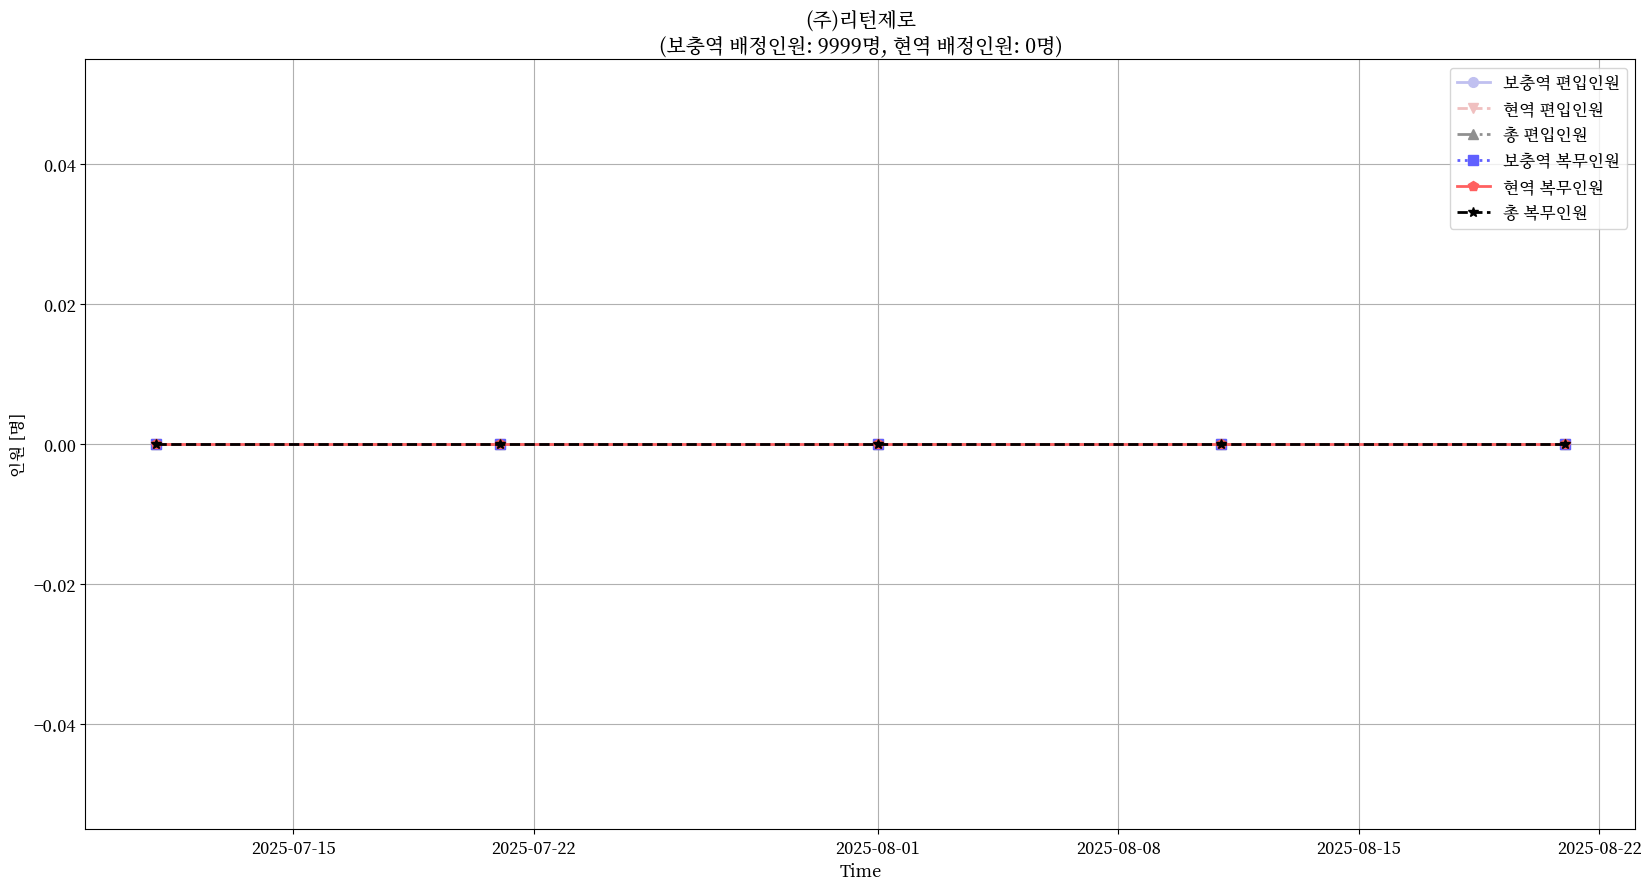 (주)리턴제로
(보충역 배정인원: 9999명, 현역 배정인원: 0명)
보충역 편입인원
현역 편입인원
총 편입인원
보충역 복무인원
현역 복무인원
총 복무인원
인원 [명]
0.04
0.02
0.00
−0.02
−0.04
2025-07-15
2025-07-22
2025-08-01
2025-08-08
2025-08-15
2025-08-22
Time